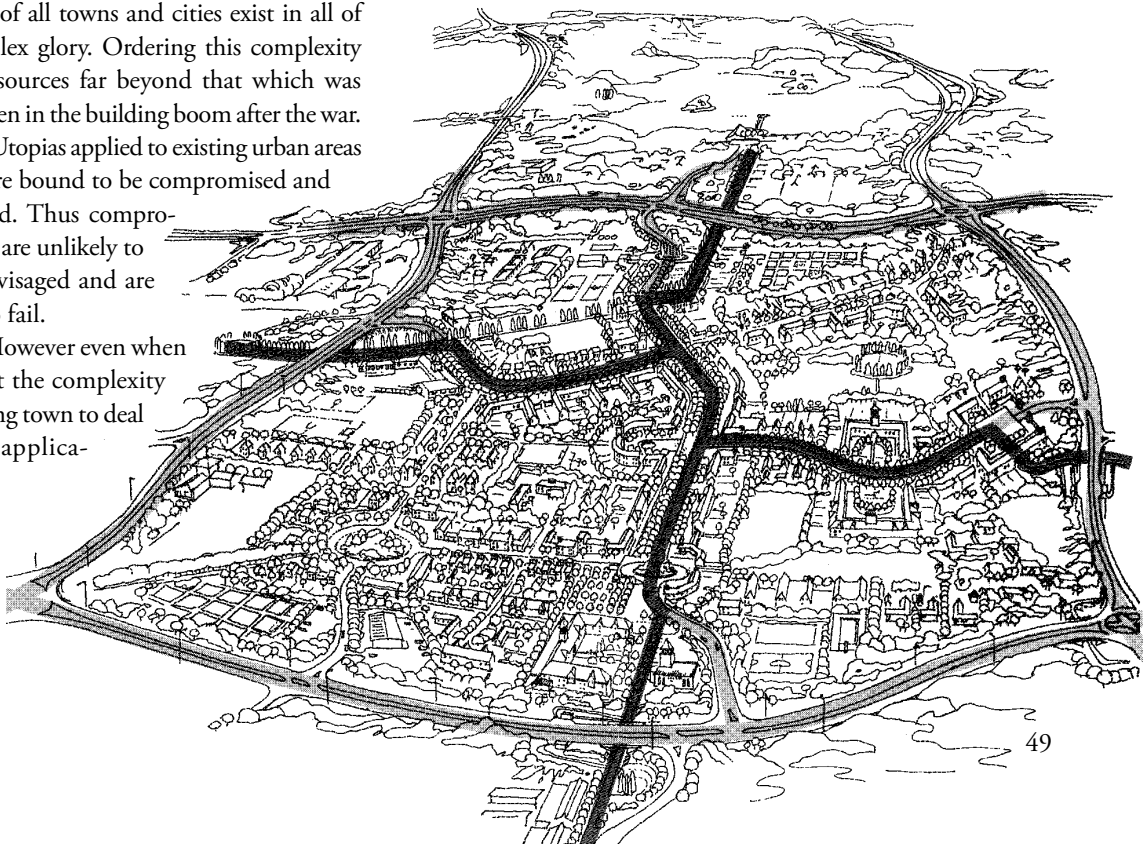 of all towns and cities exist in all of
lex glory. Ordering this complexity
sources far beyond that which was
en in the building boom after the war.
Utopias applied to existing urban areas
re bound to be compromised and
d. Thus compro-
are unlikely to
visaged and are
fail.
However even when
t the complexity
ng town to deal
applica-
49